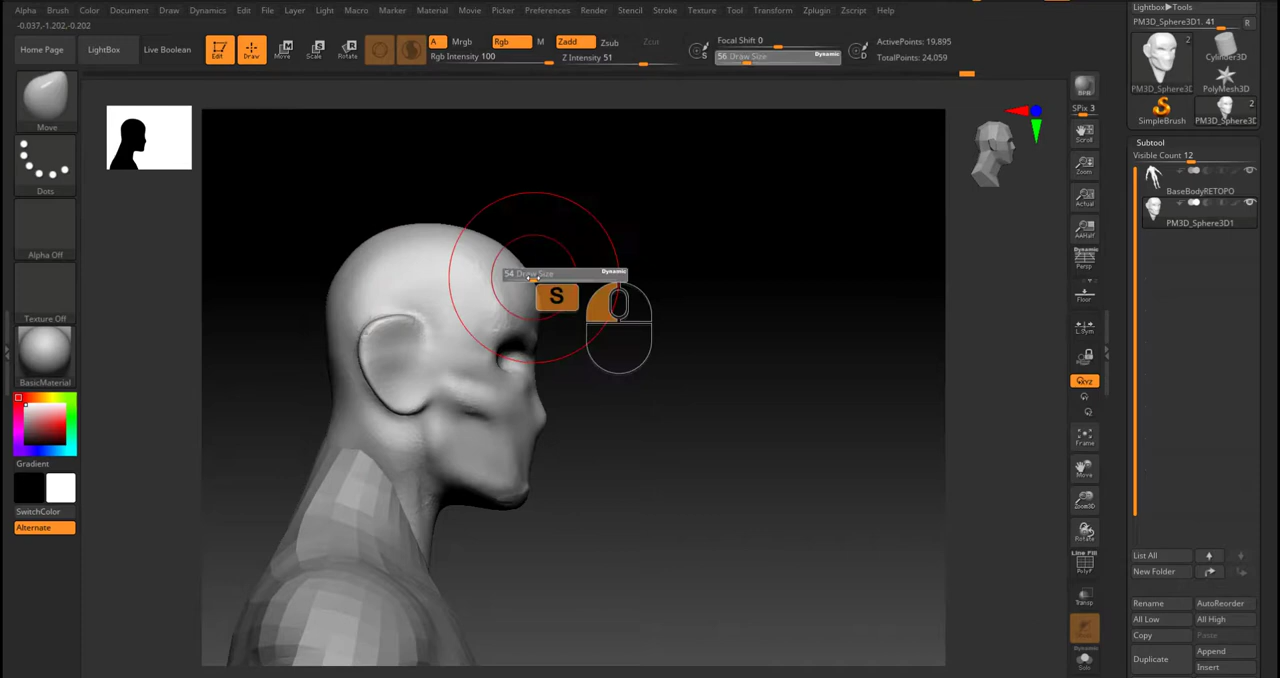 Alpha Brush Color Document Draw Dynamics Edit File Layer Light Macro Marker Material Movie Picker Preferences Render Stencil Stroke Texture Tool Transform Zplugin Zscript Help
-0.037,-1.202,-0.202
Home Page LightBox Live Boolean
Edit Draw Move Scale Rotate
A Mrgb Rgb M Zadd Zsub Zcut
Rgb Intensity 100 Z Intensity 51
S Focal Shift 0
56 Draw Size Dynamic
D ActivePoints: 19,895
TotalPoints: 24,059
Move
Dots
Alpha Off
Texture Off
BasicMaterial
Gradient
SwitchColor
Alternate
54 Draw Size Dynamic
S
BPR
SPix 3
Scroll
Zoom
Actual
AAHalf
Dynamic
Persp
Floor
L.Sym
XYZ
Frame
Move
Zoom3D
Rotate
Line Fill
PolyF
Transp
Dynamic
Solo
Lightbox▶Tools
PM3D_Sphere3D1. 41 R
2
PM3D_Sphere3D
Cylinder3D
PolyMesh3D
SimpleBrush
2
PM3D_Sphere3D
Subtool
Visible Count 12
BaseBodyRETOPO
PM3D_Sphere3D1
List All
New Folder
Rename AutoReorder
All Low All High
Copy Paste
Duplicate Append
Insert